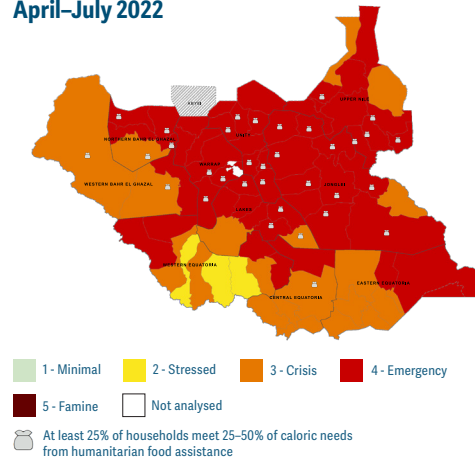 April–July 2022
ABYEI
UPPER NILE
NORTHERN BAHR EL GHAZAL
UNITY
WARRAP
WESTERN BAHR EL GHAZAL
JONGLEI
LAKES
WESTERN EQUATORIA
EASTERN EQUATORIA
CENTRAL EQUATORIA
1 - Minimal
2 - Stressed
3 - Crisis
4 - Emergency
5 - Famine
Not analysed
At least 25% of households meet 25–50% of caloric needs
from humanitarian food assistance